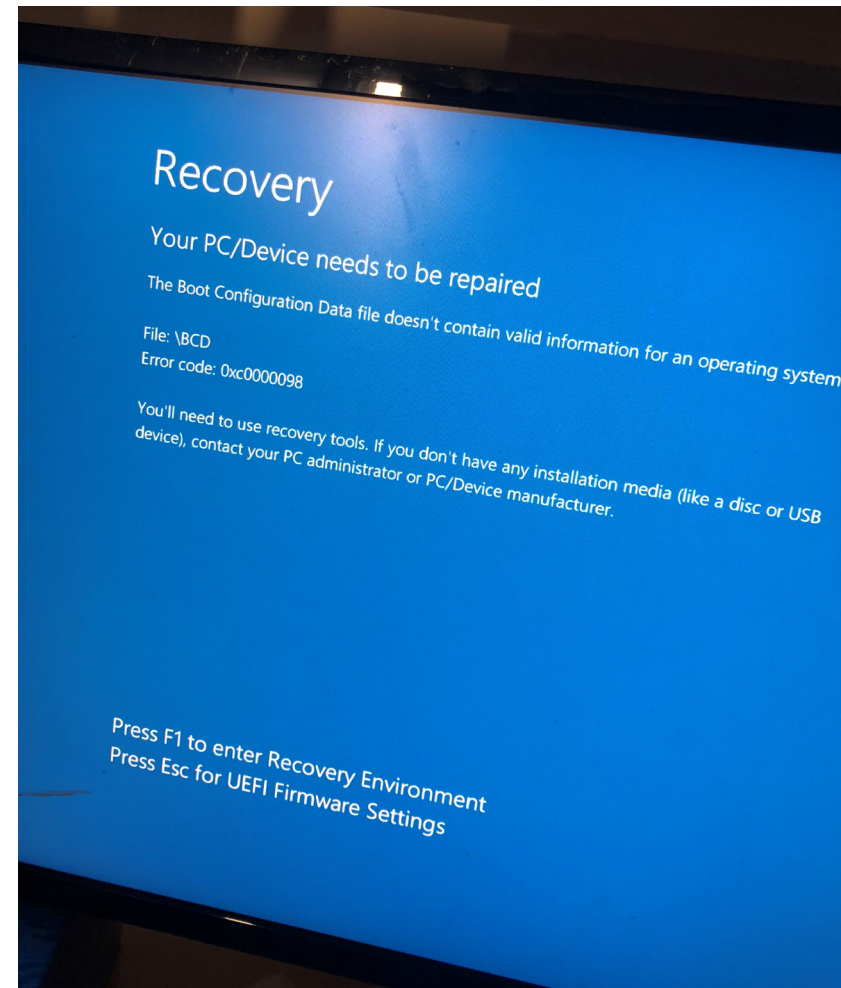 Recovery
Your PC/Device needs to be repaired
The Boot Configuration Data file doesn't contain valid information for an operating system
File: \BCD
Error code: 0xc0000098
You'll need to use recovery tools. If you don't have any installation media (like a disc or USB
device), contact your PC administrator or PC/Device manufacturer.
Press F1 to enter Recovery Environment
Press Esc for UEFI Firmware Settings